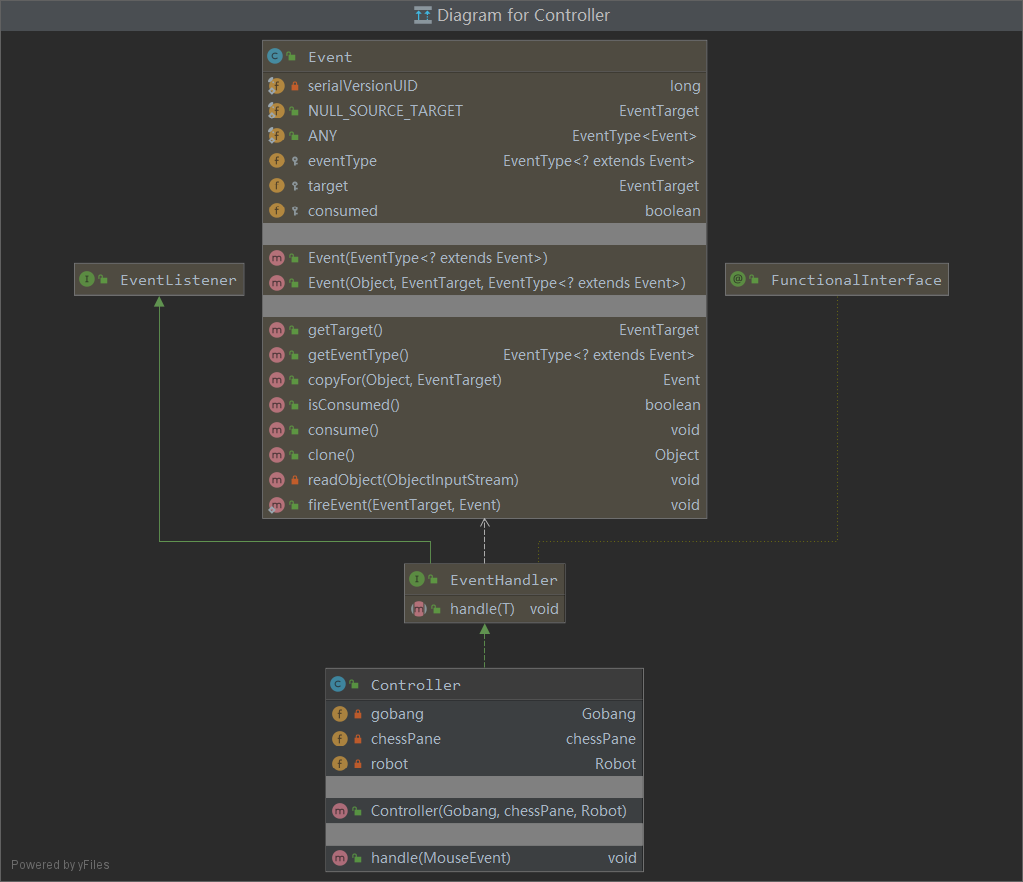 Diagram for Controller
Event
serialVersionUID long
NULL_SOURCE_TARGET EventTarget
ANY EventType<Event>
eventType EventType<? extends Event>
target EventTarget
consumed boolean
Event(EventType<? extends Event>)
Event(Object, EventTarget, EventType<? extends Event>)
getTarget() EventTarget
getEventType() EventType<? extends Event>
copyFor(Object, EventTarget) Event
isConsumed() boolean
consume() void
clone() Object
readObject(ObjectInputStream) void
fireEvent(EventTarget, Event) void
EventListener
FunctionalInterface
EventHandler
handle(T) void
Controller
gobang Gobang
chessPane chessPane
robot Robot
Controller(Gobang, chessPane, Robot)
handle(MouseEvent) void
Powered by yFiles